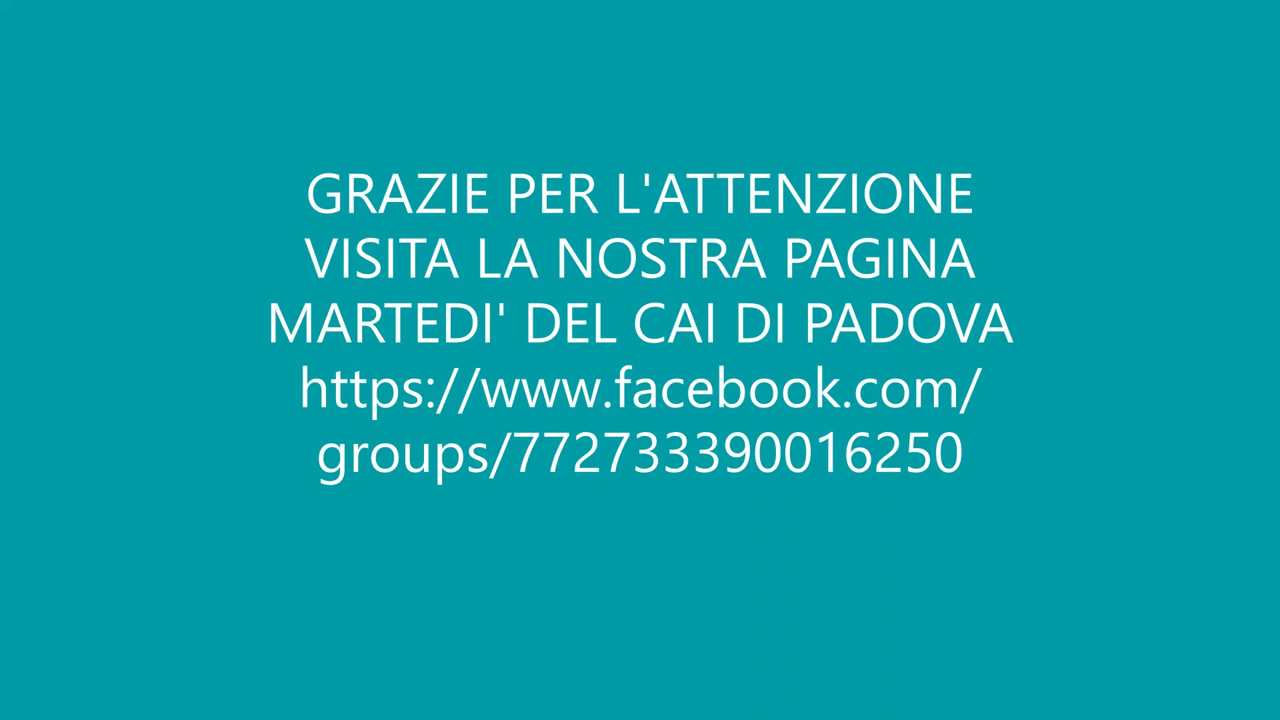 GRAZIE PER L'ATTENZIONE
VISITA LA NOSTRA PAGINA
MARTEDI' DEL CAI DI PADOVA
https://www.facebook.com/
groups/772733390016250